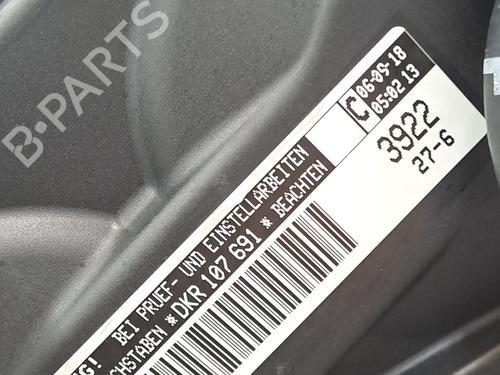 B-PARTS
G! BEI PRUEF- UND EINSTELLARBEITEN
CHSTABEN *DKR 107 691* BEACHTEN
C
06-09-18
05:02 13
3922
27-6